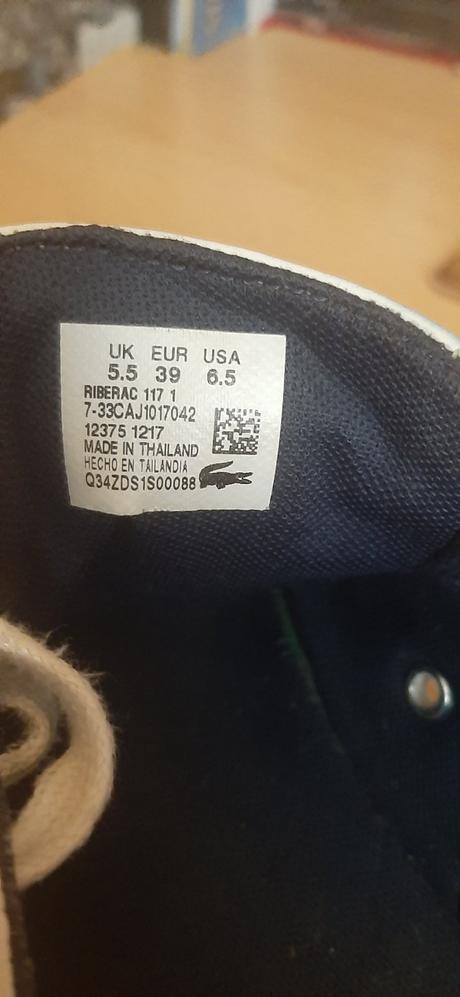 UK EUR USA
5.5 39 6.5
RIBERAC 117 1
7-33CAJ1017042
12375 1217
MADE IN THAILAND
HECHO EN TAILANDIA
Q34ZDS1S00088